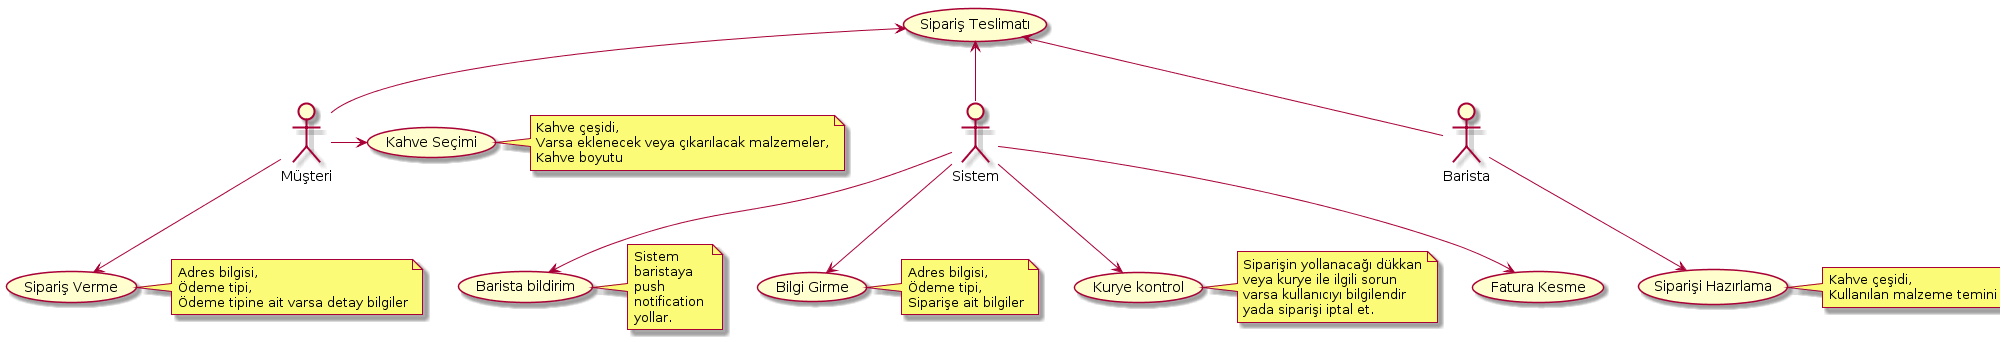 Sipariş Teslimatı
Kahve Seçimi
Kahve çeşidi,
Varsa eklenecek veya çıkarılacak malzemeler,
Kahve boyutu
Müşteri
Sistem
Barista
Sipariş Verme
Adres bilgisi,
Ödeme tipi,
Ödeme tipine ait varsa detay bilgiler
Barista bildirim
Sistem
baristaya
push
notification
yollar.
Bilgi Girme
Adres bilgisi,
Ödeme tipi,
Siparişe ait bilgiler
Kurye kontrol
Siparişin yollanacağı dükkan
veya kurye ile ilgili sorun
varsa kullanıcıyı bilgilendir
yada siparişi iptal et.
Fatura Kesme
Siparişi Hazırlama
Kahve çeşidi,
Kullanılan malzeme temini